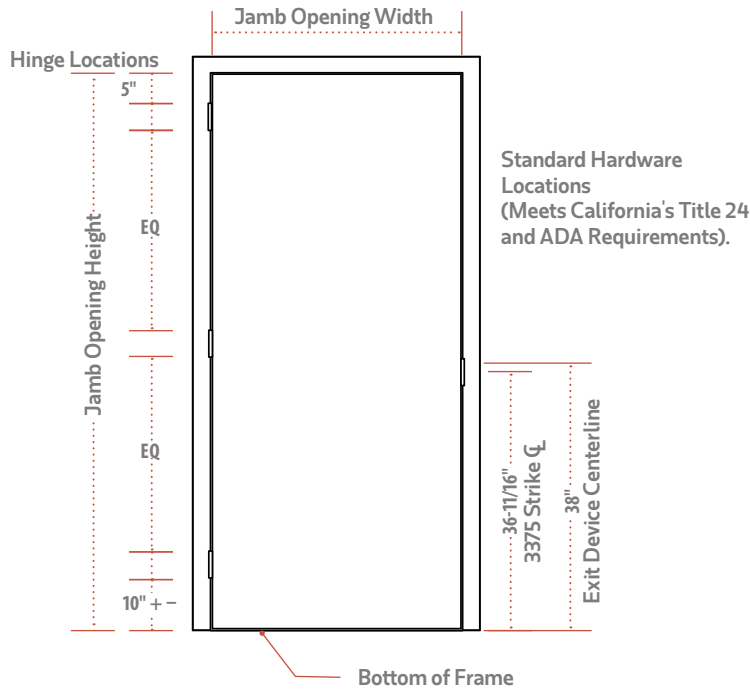 Jamb Opening Width
Hinge Locations
5"
Standard Hardware
Locations
(Meets California's Title 24
and ADA Requirements).
EQ
Jamb Opening Height
EQ
36-11/16"
3375 Strike ℄
38"
Exit Device Centerline
10" + −
Bottom of Frame